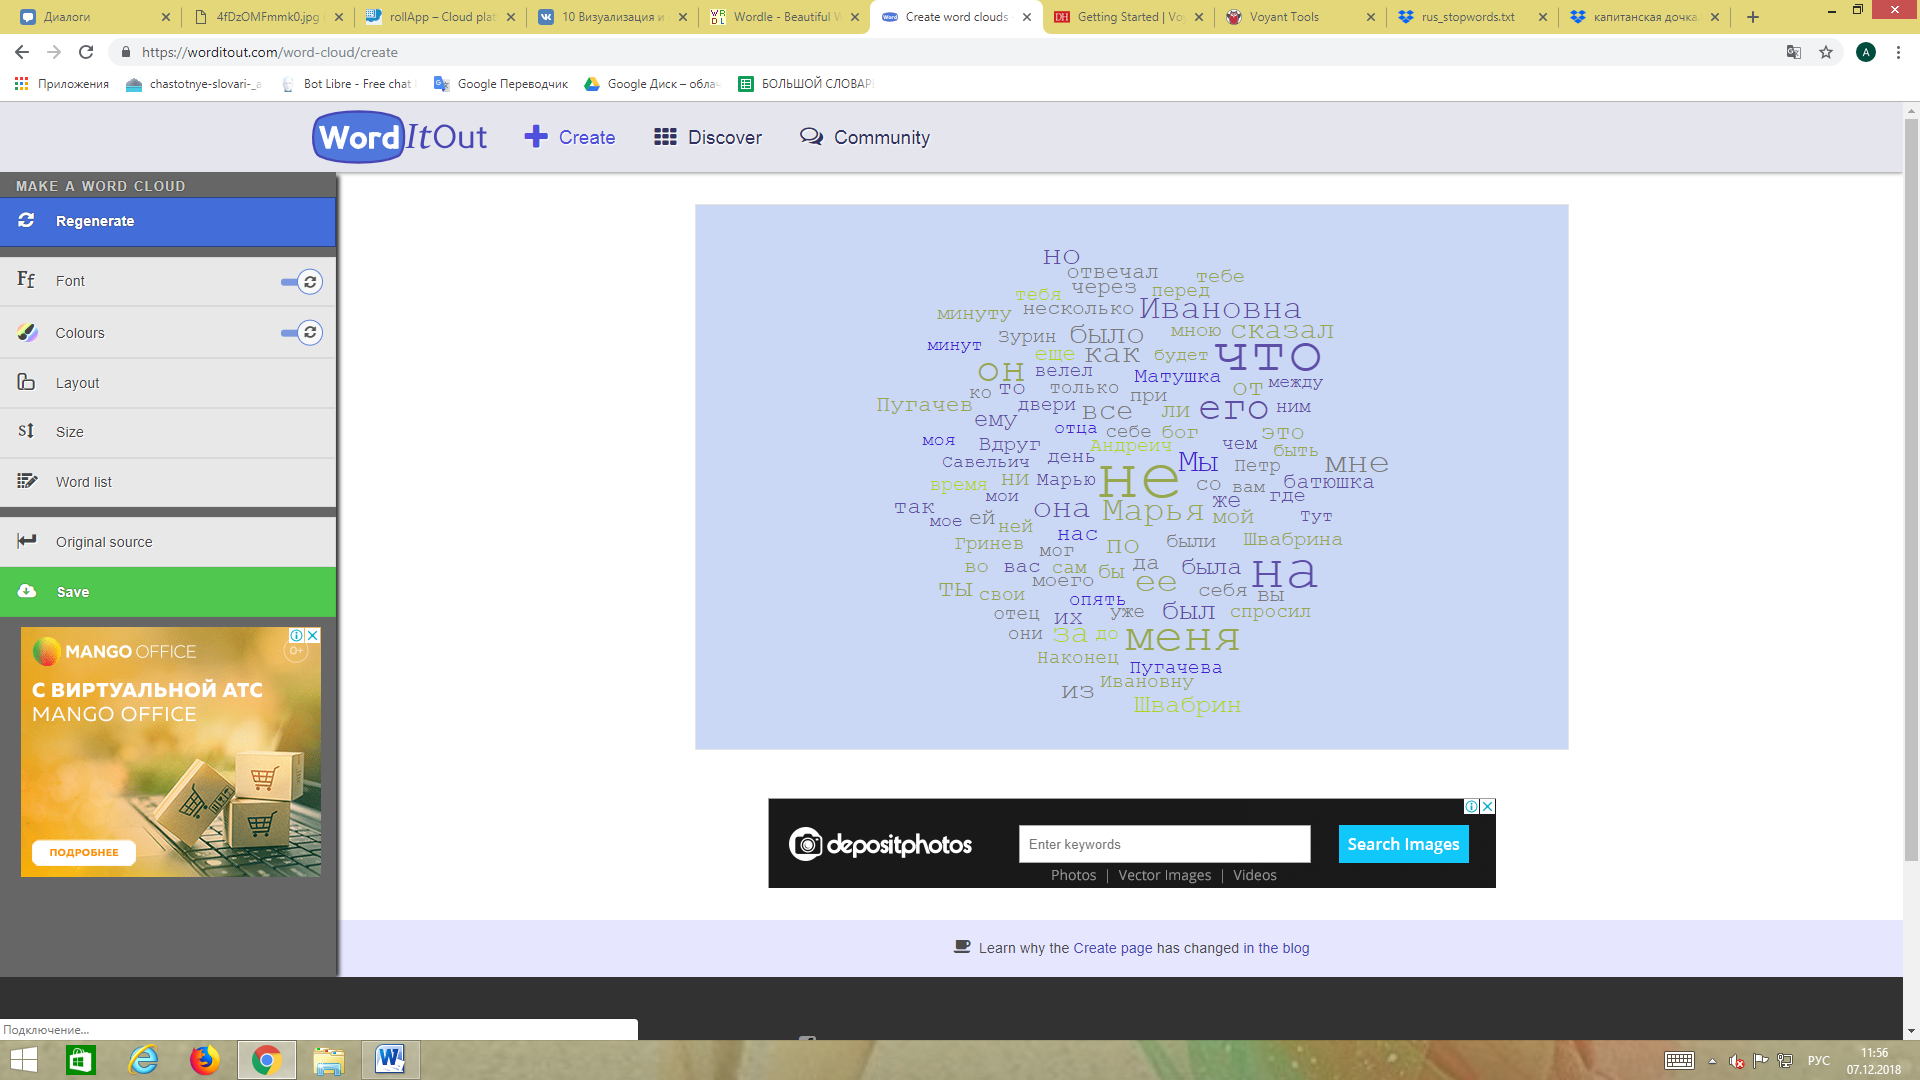 Диалоги
4fDzOMFmmk0.jpg
rollApp – Cloud plat
10 Визуализация и
Wordle - Beautiful W
Create word clouds
Getting Started | Voy
Voyant Tools
rus_stopwords.txt
капитанская дочка.
https://worditout.com/word-cloud/create
A
Приложения
chastotnye-slovari-_a
Bot Libre - Free chat
Google Переводчик
Google Диск – обла
БОЛЬШОЙ СЛОВАР
WordItOut
Create
Discover
Community
MAKE A WORD CLOUD
Regenerate
Font
Colours
Layout
Size
Word list
Original source
Save
MANGO OFFICE
0+
С ВИРТУАЛЬНОЙ АТС
MANGO OFFICE
ПОДРОБНЕЕ
но
отвечал тебе
тебя через перед
минуту несколько Ивановна
Зурин было мною сказал
минут еще как будет что
он велел Матушка от между
ко то только при
Пугачев двери все ли его ним
ему отца себе бог это
моя Вдруг Андреич чем быть
Савельич день Мы Петр мне
время ни Марью не со вам батюшка
мои же где
так она Марья мой Тут
мое ей ней
нас
Гринев мог по были Швабрина
во вас сам бы да была на
моего ее
ты свои опять себя вы
отец их уже был спросил
они за до меня
Наконец Пугачева
из Ивановну
Швабрин
depositphotos
Enter keywords
Search Images
Photos | Vector Images | Videos
Learn why the Create page has changed in the blog
Подключение...
РУС
11:56
07.12.2018